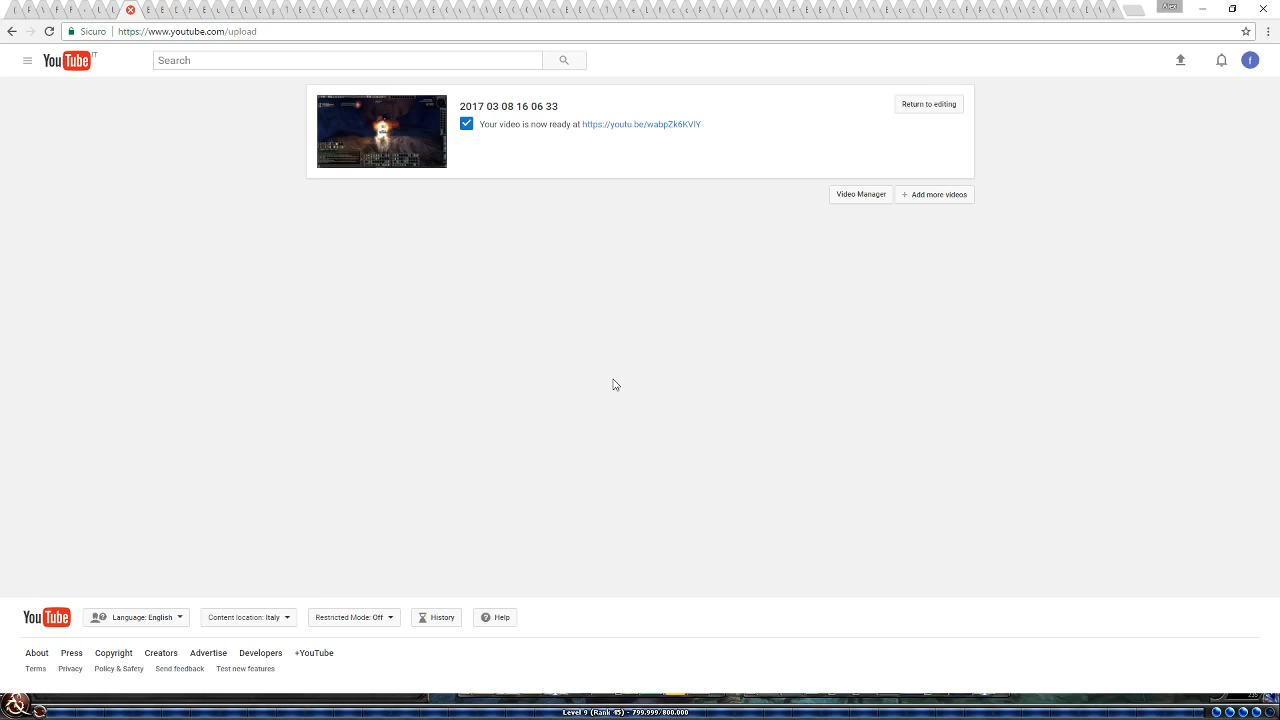 Alex
Sicuro https://www.youtube.com/upload
YouTube IT
Search
2017 03 08 16 06 33
Return to editing
Your video is now ready at https://youtu.be/wabpZk6KVlY
Video Manager
+ Add more videos
YouTube
Language: English
Content location: Italy
Restricted Mode: Off
History
Help
About Press Copyright Creators Advertise Developers +YouTube
Terms Privacy Policy & Safety Send feedback Test new features
Level 9 (Rank 45) - 799.999/800.000